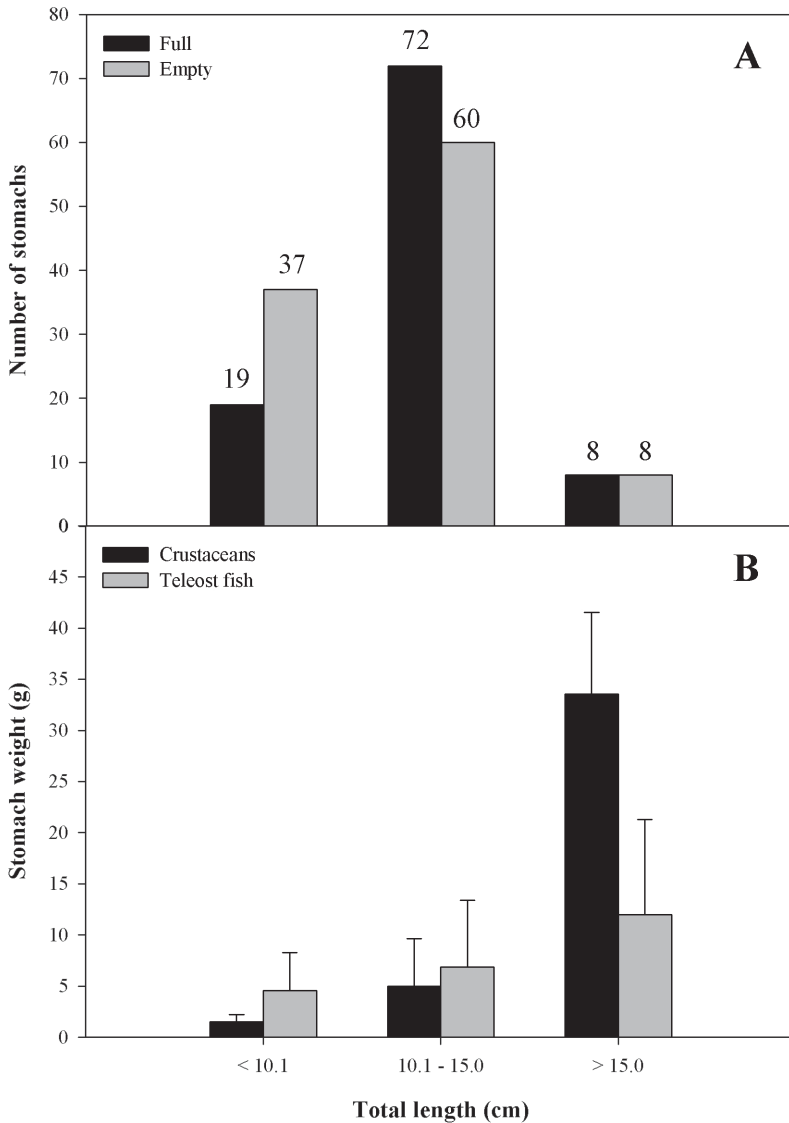 80
70
60
50
40
30
20
10
0
Number of stomachs
Full
Empty
A
19
37
72
60
8
8
45
40
35
30
25
20
15
10
5
0
Stomach weight (g)
Crustaceans
Teleost fish
B
< 10.1
10.1 - 15.0
> 15.0
Total length (cm)